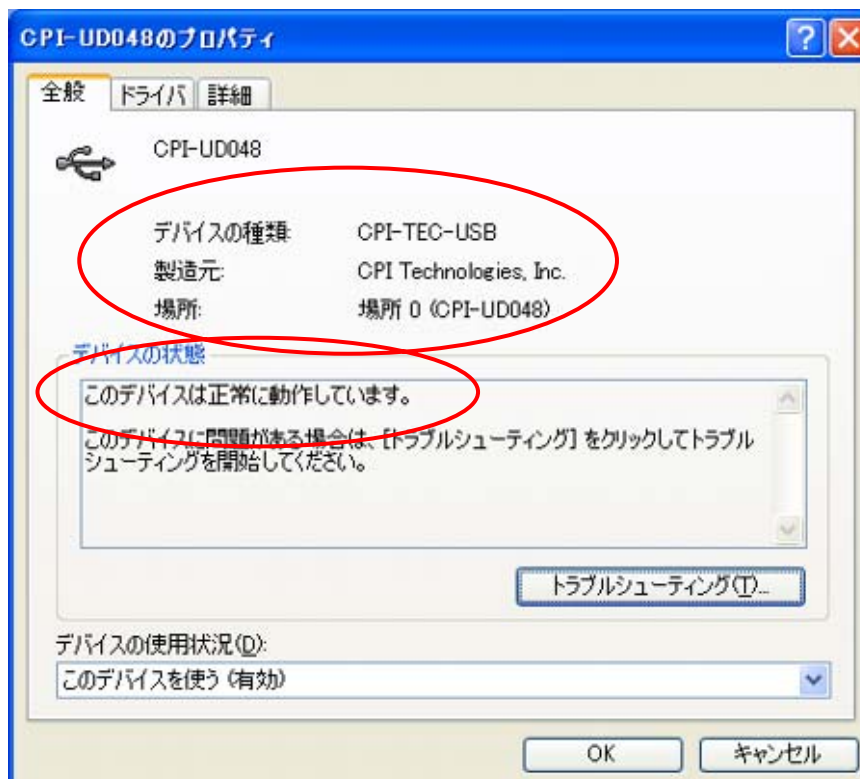 CPI-UD048のプロパティ
全般 ドライバ 詳細
CPI-UD048
デバイスの種類: CPI-TEC-USB
製造元: CPI Technologies, Inc.
場所: 場所 0 (CPI-UD048)
デバイスの状態
このデバイスは正常に動作しています。
このデバイスに問題がある場合は、[トラブルシューティング] をクリックしてトラブル
シューティングを開始してください。
トラブルシューティング(T)...
デバイスの使用状況(D):
このデバイスを使う (有効)
OK キャンセル